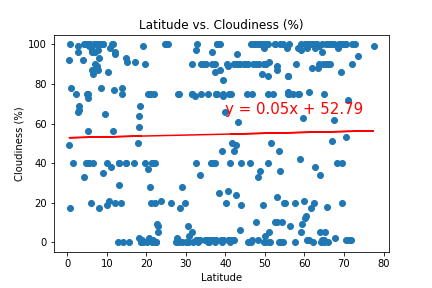 Latitude vs. Cloudiness (%)
100
80
60
40
20
0
Cloudiness (%)
y = 0.05x + 52.79
0 10 20 30 40 50 60 70 80
Latitude